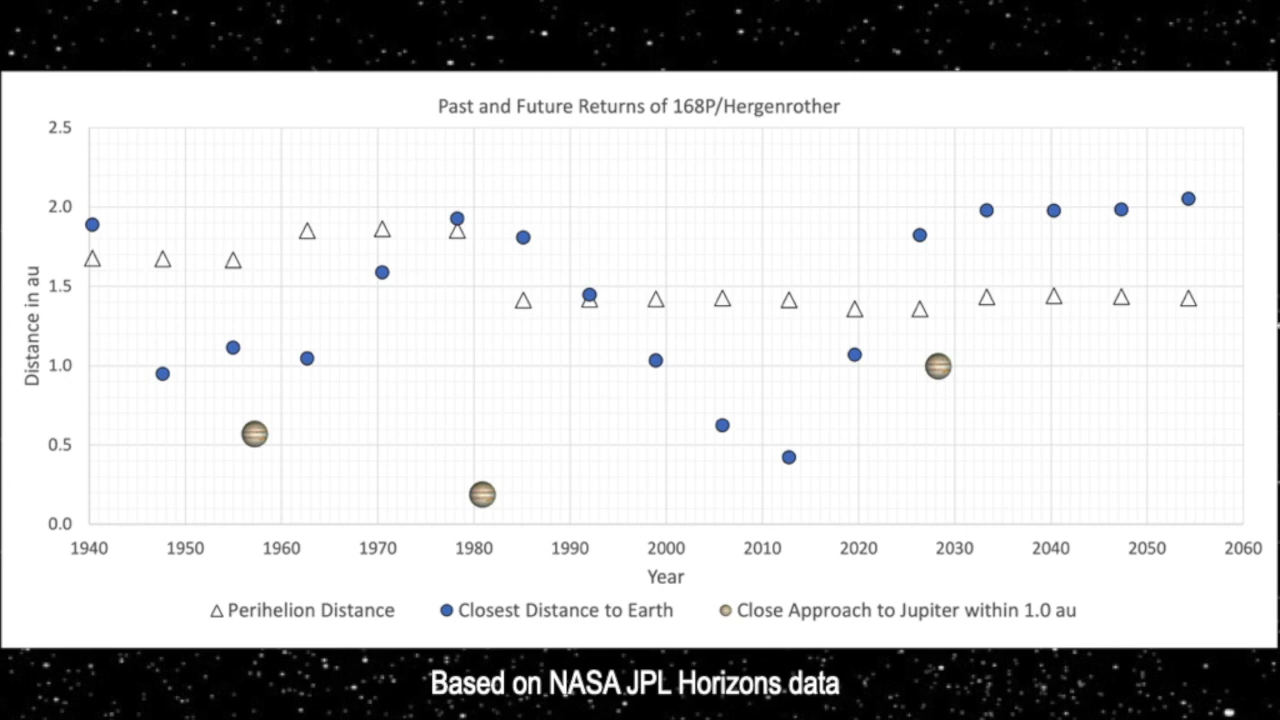 Past and Future Returns of 168P/Hergenrother
2.5
2.0
1.5
1.0
0.5
0.0
Distance in au
1940 1950 1960 1970 1980 1990 2000 2010 2020 2030 2040 2050 2060
Year
Perihelion Distance Closest Distance to Earth Close Approach to Jupiter within 1.0 au
Based on NASA JPL Horizons data